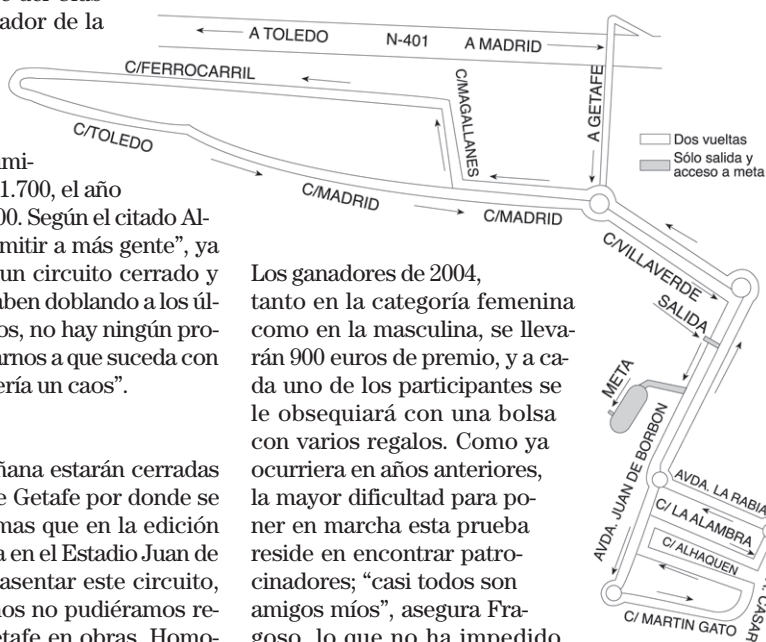 ador de la
1.700, el año
00. Según el citado Al-
mitir a más gente”, ya
un circuito cerrado y
aben doblando a los úl-
os, no hay ningún pro-
arnos a que suceda con
ería un caos”.
ñana estarán cerradas
e Getafe por donde se
mas que en la edición
a en el Estadio Juan de
asentar este circuito,
nos no pudiéramos re-
etafe en obras. Homo-
Los ganadores de 2004,
tanto en la categoría femenina
como en la masculina, se lleva-
rán 900 euros de premio, y a ca-
da uno de los participantes se
le obsequiará con una bolsa
con varios regalos. Como ya
ocurriera en años anteriores,
la mayor dificultad para po-
ner en marcha esta prueba
reside en encontrar patro-
cinadores; “casi todos son
amigos míos”, asegura Fra-
goso, lo que no ha impedido
A TOLEDO N-401 A MADRID
C/FERROCARRIL
C/MAGALLANES
A GETAFE
C/TOLEDO
C/MADRID
C/MADRID
Dos vueltas
Sólo salida y
acceso a meta
C/VILLAVERDE
SALIDA
META
AVDA. JUAN DE BORBON
AVDA. LA RABIA
C/ LA ALAMBRA
C/ ALHAQUEN
CASAR
C/ MARTIN GATO